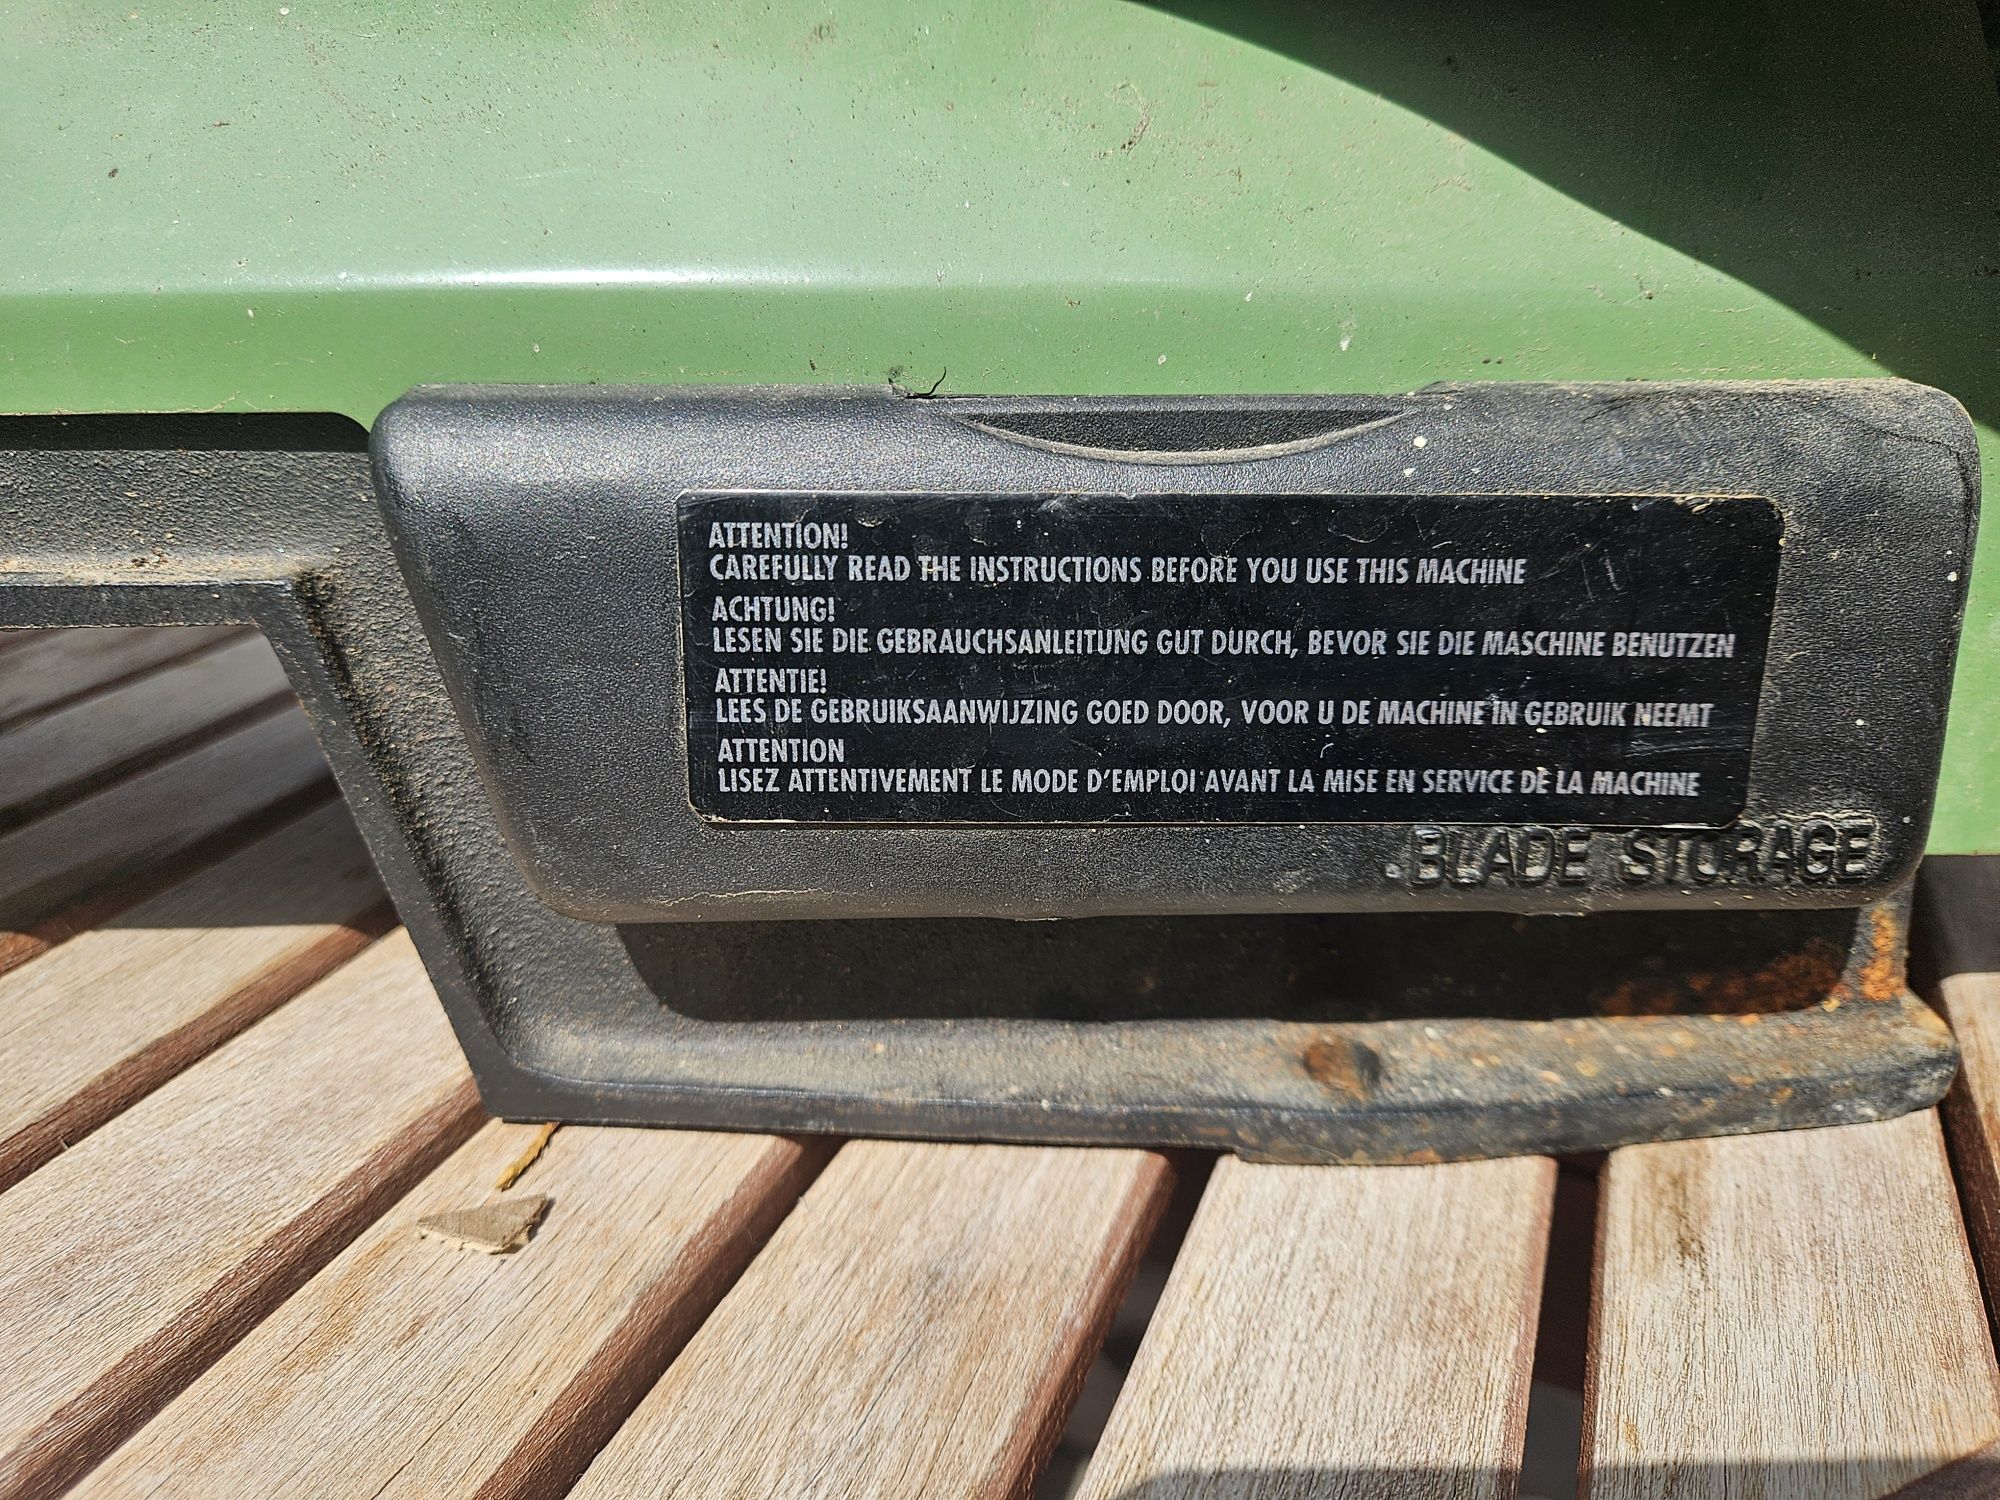 ATTENTION!
CAREFULLY READ THE INSTRUCTIONS BEFORE YOU USE THIS MACHINE
ACHTUNG!
LESEN SIE DIE GEBRAUCHSANLEITUNG GUT DURCH, BEVOR SIE DIE MASCHINE BENUTZEN
ATTENTIE!
LEES DE GEBRUIKSAANWIJZING GOED DOOR, VOOR U DE MACHINE IN GEBRUIK NEEMT
ATTENTION
LISEZ ATTENTIVEMENT LE MODE D'EMPLOI AVANT LA MISE EN SERVICE DE LA MACHINE
BLADE STORAGE